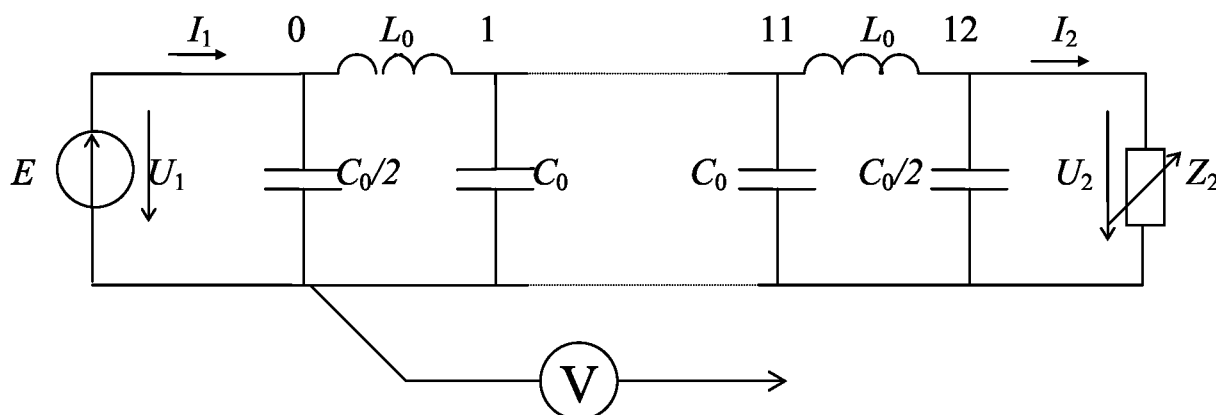 I₁ 0 L₀ 1 11 L₀ 12 I₂
E U₁ C₀/2 C₀ C₀ C₀/2 U₂ Z₂
V